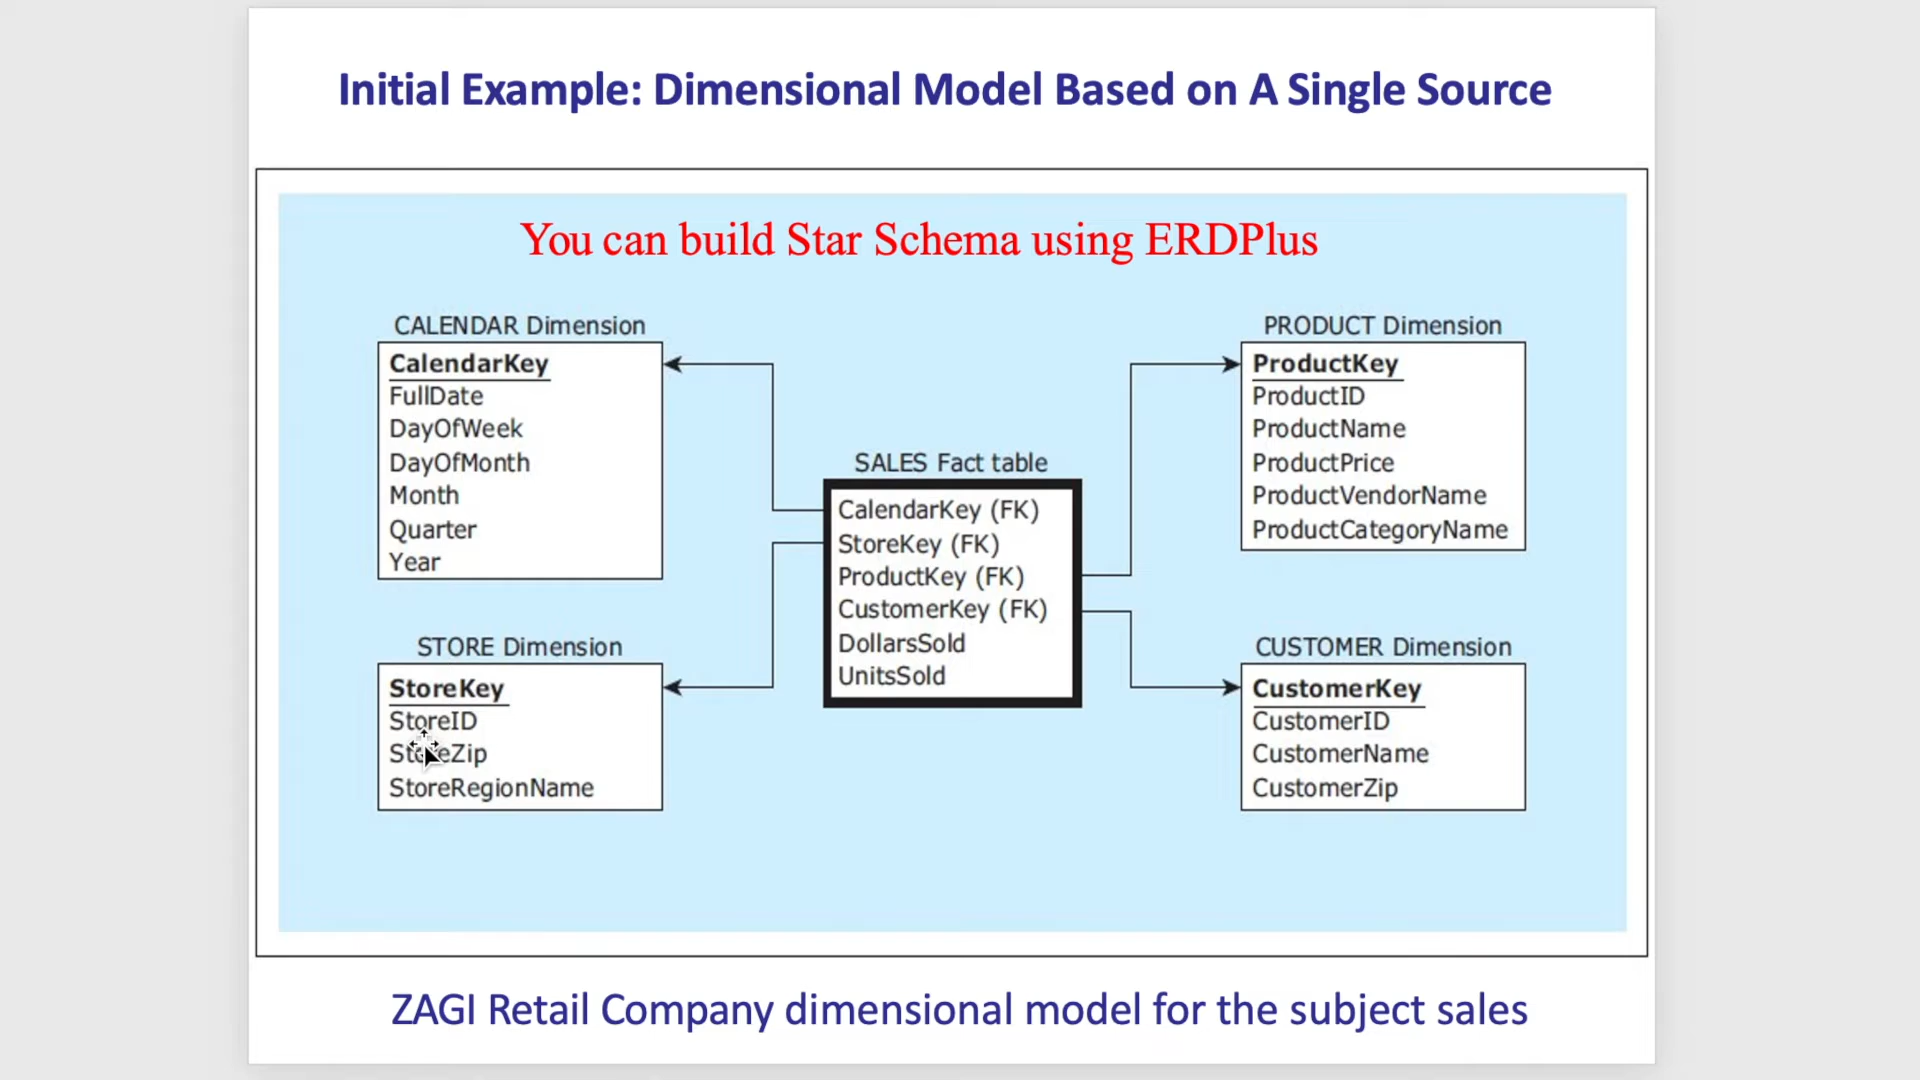 Initial Example: Dimensional Model Based on A Single Source
You can build Star Schema using ERDPlus
CALENDAR Dimension
CalendarKey
FullDate
DayOfWeek
DayOfMonth
Month
Quarter
Year
STORE Dimension
StoreKey
StoreID
StoreZip
StoreRegionName
SALES Fact table
CalendarKey (FK)
StoreKey (FK)
ProductKey (FK)
CustomerKey (FK)
DollarsSold
UnitsSold
PRODUCT Dimension
ProductKey
ProductID
ProductName
ProductPrice
ProductVendorName
ProductCategoryName
CUSTOMER Dimension
CustomerKey
CustomerID
CustomerName
CustomerZip
ZAGI Retail Company dimensional model for the subject sales